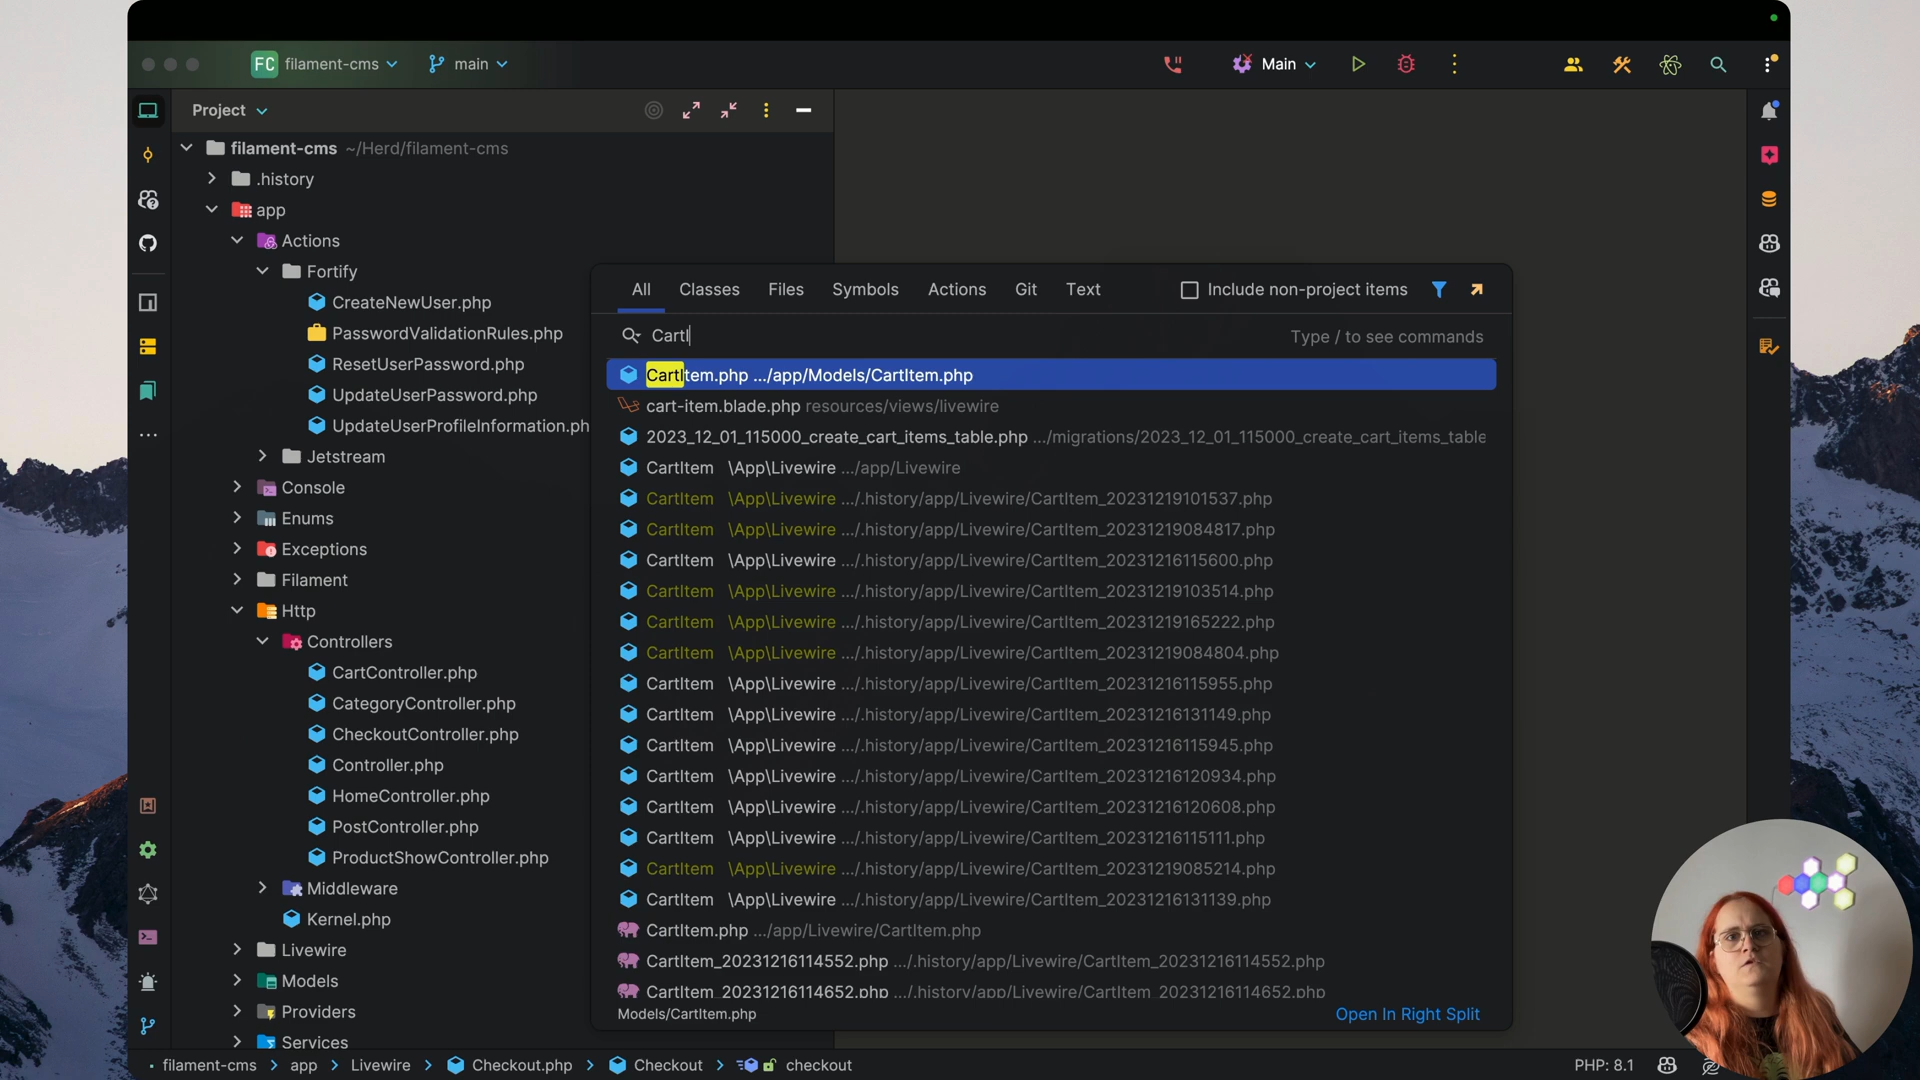 FC filament-cms main Main
Project
filament-cms ~/Herd/filament-cms
.history
app
Actions
Fortify
CreateNewUser.php
PasswordValidationRules.php
ResetUserPassword.php
UpdateUserPassword.php
UpdateUserProfileInformation.ph
Jetstream
Console
Enums
Exceptions
Filament
Http
Controllers
CartController.php
CategoryController.php
CheckoutController.php
Controller.php
HomeController.php
PostController.php
ProductShowController.php
Middleware
Kernel.php
Livewire
Models
Providers
Services
All Classes Files Symbols Actions Git Text Include non-project items
CartI Type / to see commands
CartItem.php .../app/Models/CartItem.php
cart-item.blade.php resources/views/livewire
2023_12_01_115000_create_cart_items_table.php .../migrations/2023_12_01_115000_create_cart_items_table
CartItem \App\Livewire .../app/Livewire
CartItem \App\Livewire .../.history/app/Livewire/CartItem_20231219101537.php
CartItem \App\Livewire .../.history/app/Livewire/CartItem_20231219084817.php
CartItem \App\Livewire .../.history/app/Livewire/CartItem_20231216115600.php
CartItem \App\Livewire .../.history/app/Livewire/CartItem_20231219103514.php
CartItem \App\Livewire .../.history/app/Livewire/CartItem_20231219165222.php
CartItem \App\Livewire .../.history/app/Livewire/CartItem_20231219084804.php
CartItem \App\Livewire .../.history/app/Livewire/CartItem_20231216115955.php
CartItem \App\Livewire .../.history/app/Livewire/CartItem_20231216131149.php
CartItem \App\Livewire .../.history/app/Livewire/CartItem_20231216115945.php
CartItem \App\Livewire .../.history/app/Livewire/CartItem_20231216120934.php
CartItem \App\Livewire .../.history/app/Livewire/CartItem_20231216120608.php
CartItem \App\Livewire .../.history/app/Livewire/CartItem_20231216115111.php
CartItem \App\Livewire .../.history/app/Livewire/CartItem_20231219085214.php
CartItem \App\Livewire .../.history/app/Livewire/CartItem_20231216131139.php
CartItem.php .../app/Livewire/CartItem.php
CartItem_20231216114552.php .../.history/app/Livewire/CartItem_20231216114552.php
CartItem_20231216114652.php .../.history/app/Livewire/CartItem_20231216114652.php
Models/CartItem.php Open In Right Split
filament-cms app Livewire Checkout.php Checkout checkout PHP: 8.1